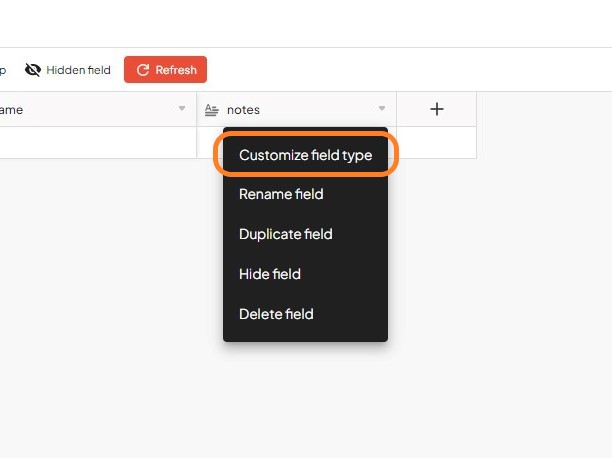 p Hidden field Refresh
ame notes
Customize field type
Rename field
Duplicate field
Hide field
Delete field